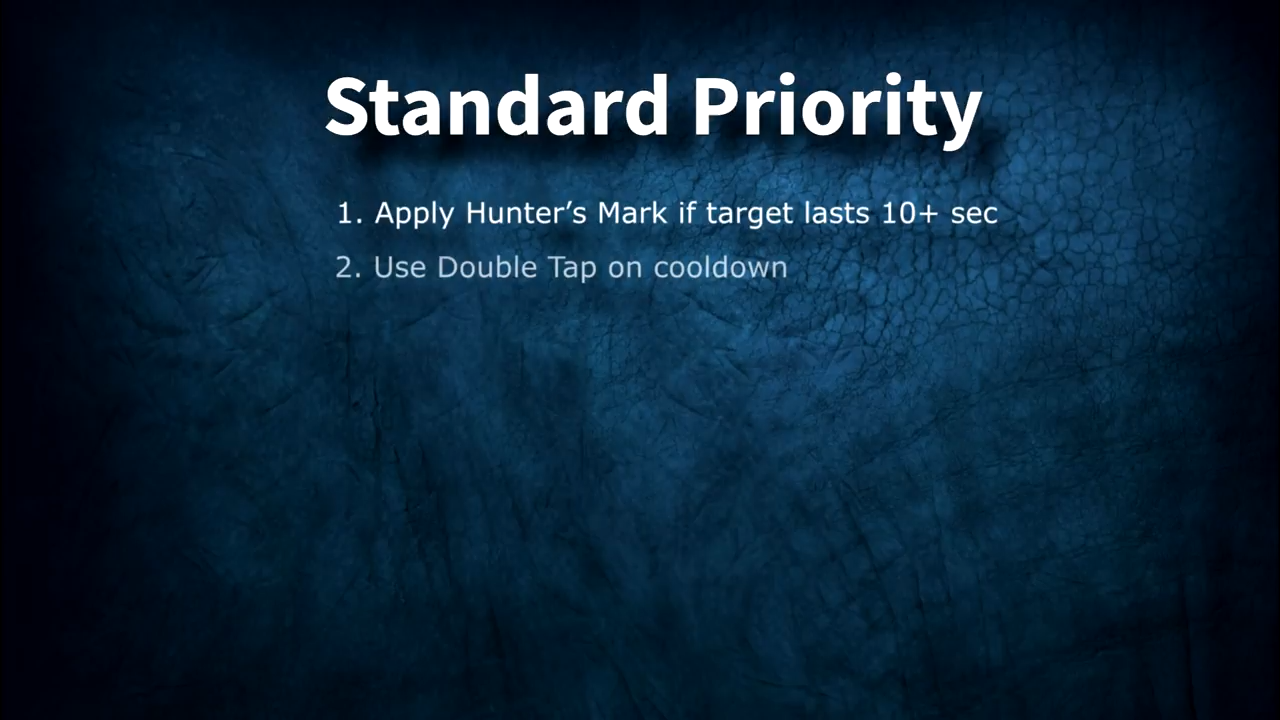 Standard Priority
1. Apply Hunter’s Mark if target lasts 10+ sec
2. Use Double Tap on cooldown